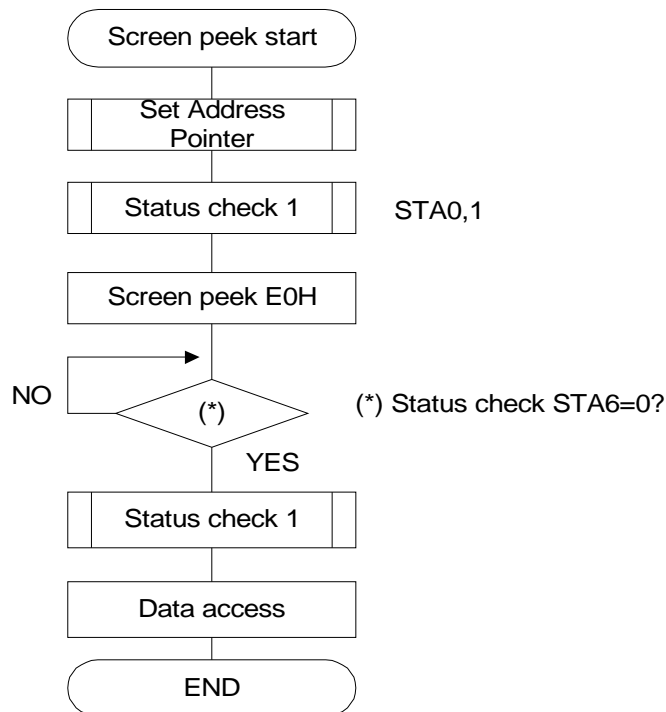 Screen peek start
Set Address
Pointer
Status check 1
STA0,1
Screen peek E0H
NO
(*)
(*) Status check STA6=0?
YES
Status check 1
Data access
END